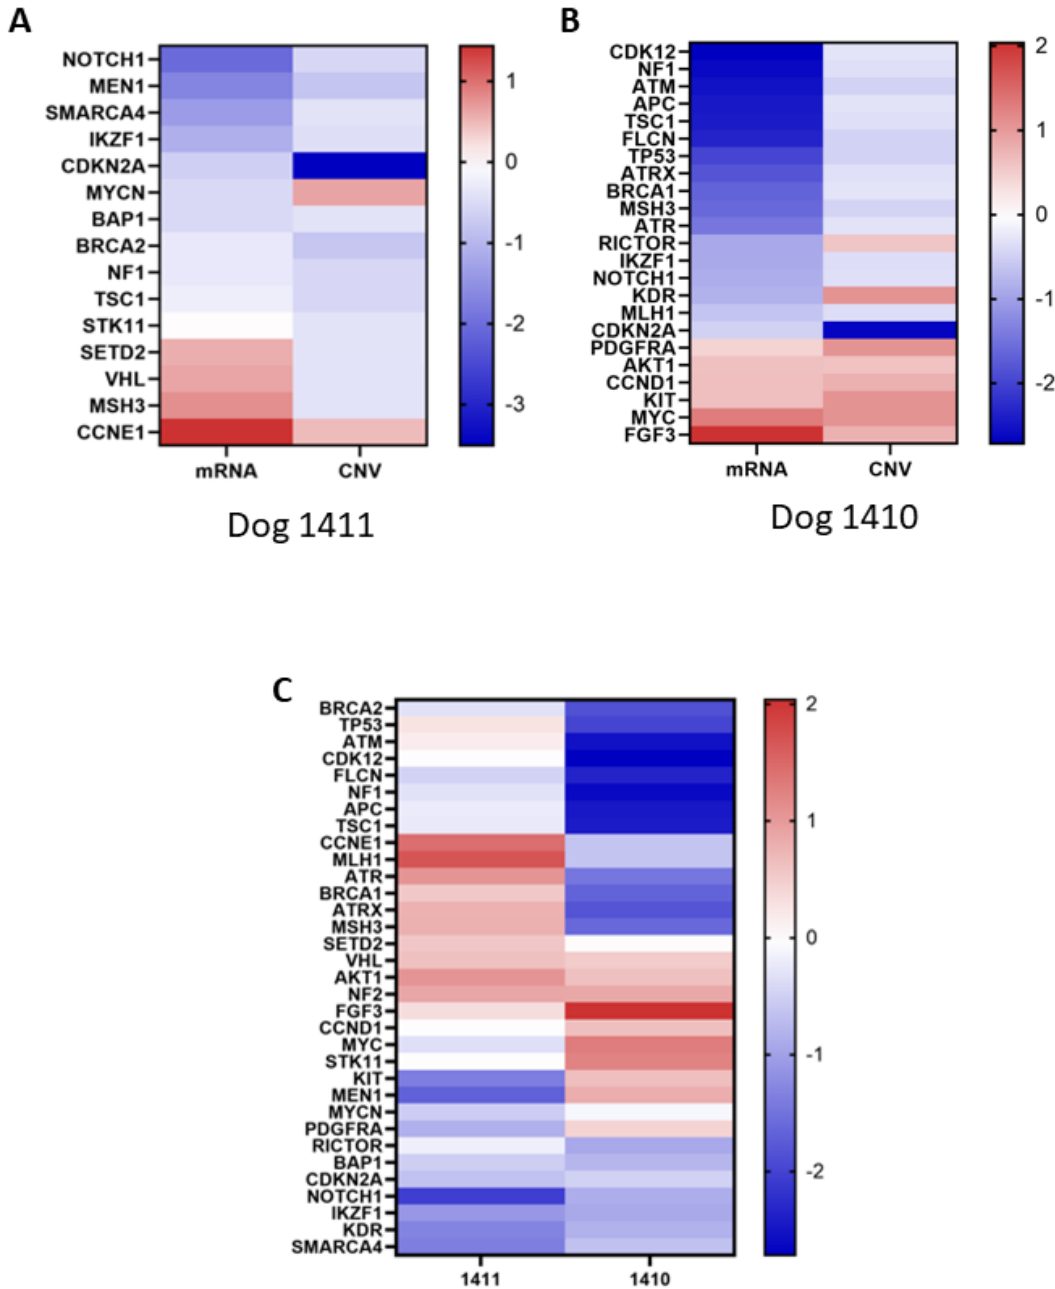 A
NOTCH1
MEN1
SMARCA4
IKZF1
CDKN2A
MYCN
BAP1
BRCA2
NF1
TSC1
STK11
SETD2
VHL
MSH3
CCNE1
mRNA CNV
1
0
-1
-2
-3
Dog 1411
B
CDK12
NF1
ATM
APC
TSC1
FLCN
TP53
ATRX
BRCA1
MSH3
ATR
RICTOR
IKZF1
NOTCH1
KDR
MLH1
CDKN2A
PDGFRA
AKT1
CCND1
KIT
MYC
FGF3
mRNA CNV
2
1
0
-1
-2
Dog 1410
C
BRCA2
TP53
ATM
CDK12
FLCN
NF1
APC
TSC1
CCNE1
MLH1
ATR
BRCA1
ATRX
MSH3
SETD2
VHL
AKT1
NF2
FGF3
CCND1
MYC
STK11
KIT
MEN1
MYCN
PDGFRA
RICTOR
BAP1
CDKN2A
NOTCH1
IKZF1
KDR
SMARCA4
1411 1410
2
1
0
-1
-2